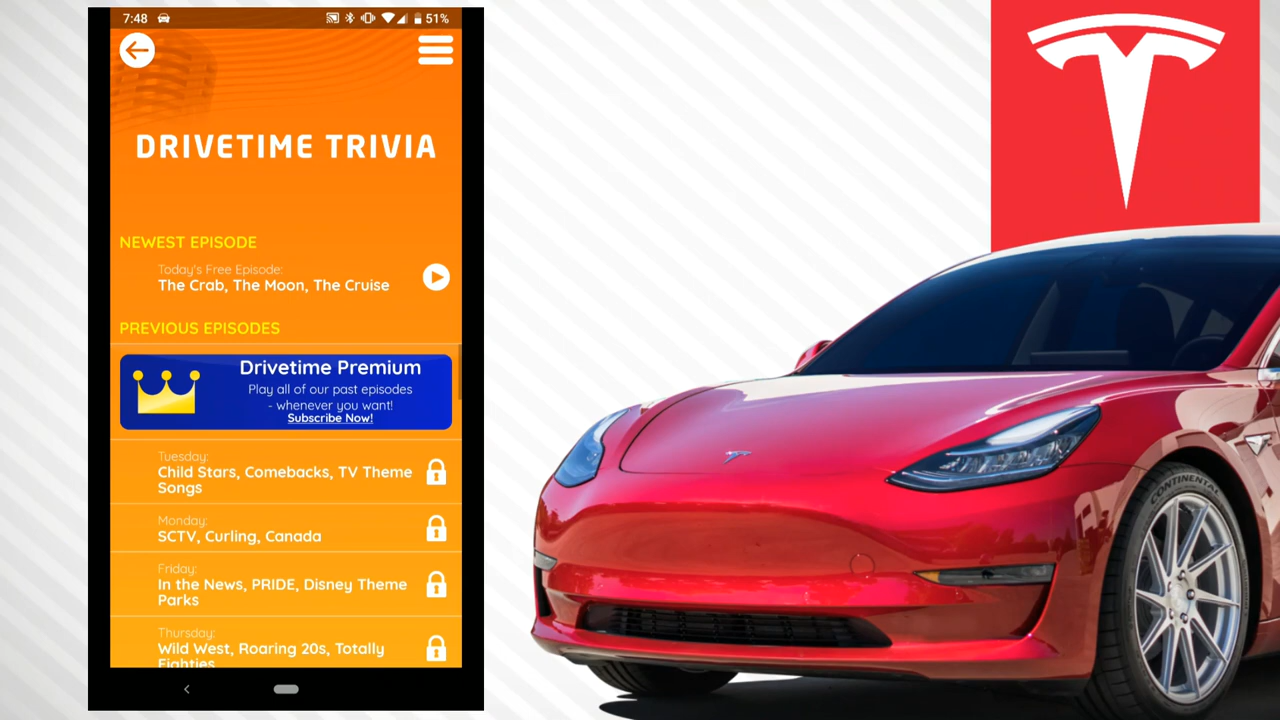 7:48
51%
DRIVETIME TRIVIA
NEWEST EPISODE
Today's Free Episode:
The Crab, The Moon, The Cruise
PREVIOUS EPISODES
Drivetime Premium
Play all of our past episodes
- whenever you want!
Subscribe Now!
Tuesday:
Child Stars, Comebacks, TV Theme
Songs
Monday:
SCTV, Curling, Canada
Friday:
In the News, PRIDE, Disney Theme
Parks
Thursday:
Wild West, Roaring 20s, Totally
Eighties
CONTINENTAL